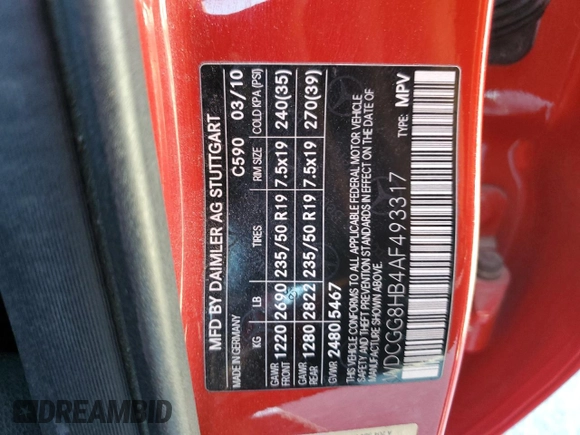 MFD BY DAIMLER AG STUTTGART
MADE IN GERMANY C590 03/10
KG LB TIRES RIM SIZE COLD KPA (PSI)
GAWR FRONT 1220 2690 235/50 R19 7.5x19 240(35)
GAWR REAR 1280 2822 235/50 R19 7.5x19 270(39)
GVWR 2480 5467
THIS VEHICLE CONFORMS TO ALL APPLICABLE FEDERAL MOTOR VEHICLE
SAFETY AND THEFT PREVENTION STANDARDS IN EFFECT ON THE DATE OF
MANUFACTURE SHOWN ABOVE.
WDCGG8HB4AF493317 TYPE: MPV
DREAMBID